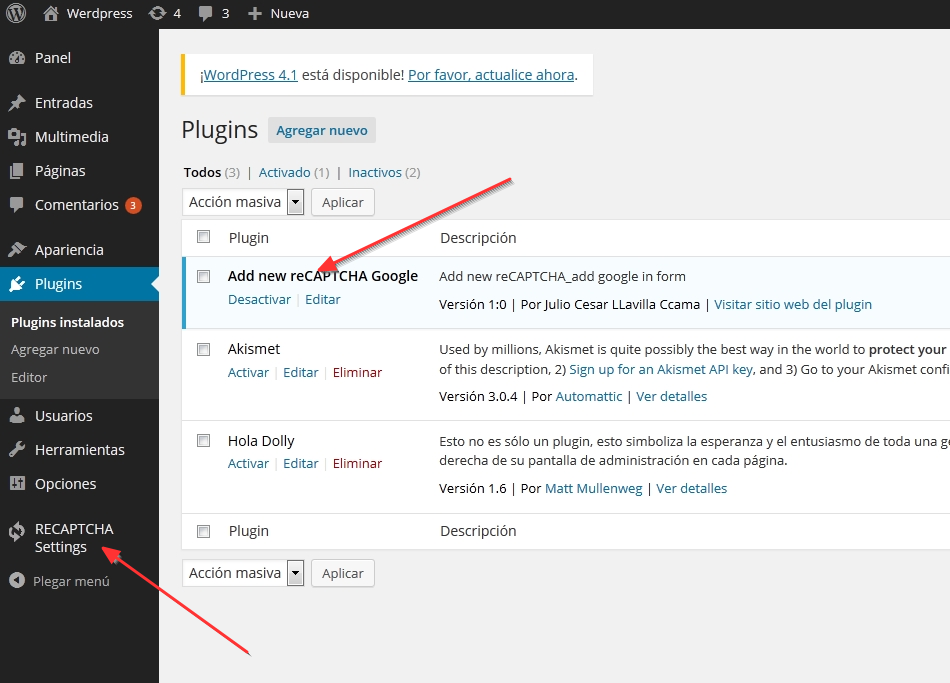 Werdpress 4 3 Nueva
Panel
Entradas
Multimedia
Páginas
Comentarios 3
Apariencia
Plugins
Plugins instalados
Agregar nuevo
Editor
Usuarios
Herramientas
Opciones
RECAPTCHA
Settings
Plegar menú
¡WordPress 4.1 está disponible! Por favor, actualice ahora.
Plugins Agregar nuevo
Todos (3) | Activado (1) | Inactivos (2)
Acción masiva Aplicar
Plugin Descripción
Add new reCAPTCHA Google Add new reCAPTCHA_add google in form
Desactivar | Editar Versión 1:0 | Por Julio Cesar LLavilla Ccama | Visitar sitio web del plugin
Akismet Used by millions, Akismet is quite possibly the best way in the world to protect your
Activar | Editar | Eliminar of this description, 2) Sign up for an Akismet API key, and 3) Go to your Akismet confi
Versión 3.0.4 | Por Automattic | Ver detalles
Hola Dolly Esto no es sólo un plugin, esto simboliza la esperanza y el entusiasmo de toda una g
Activar | Editar | Eliminar derecha de su pantalla de administración en cada página.
Versión 1.6 | Por Matt Mullenweg | Ver detalles
Plugin Descripción
Acción masiva Aplicar